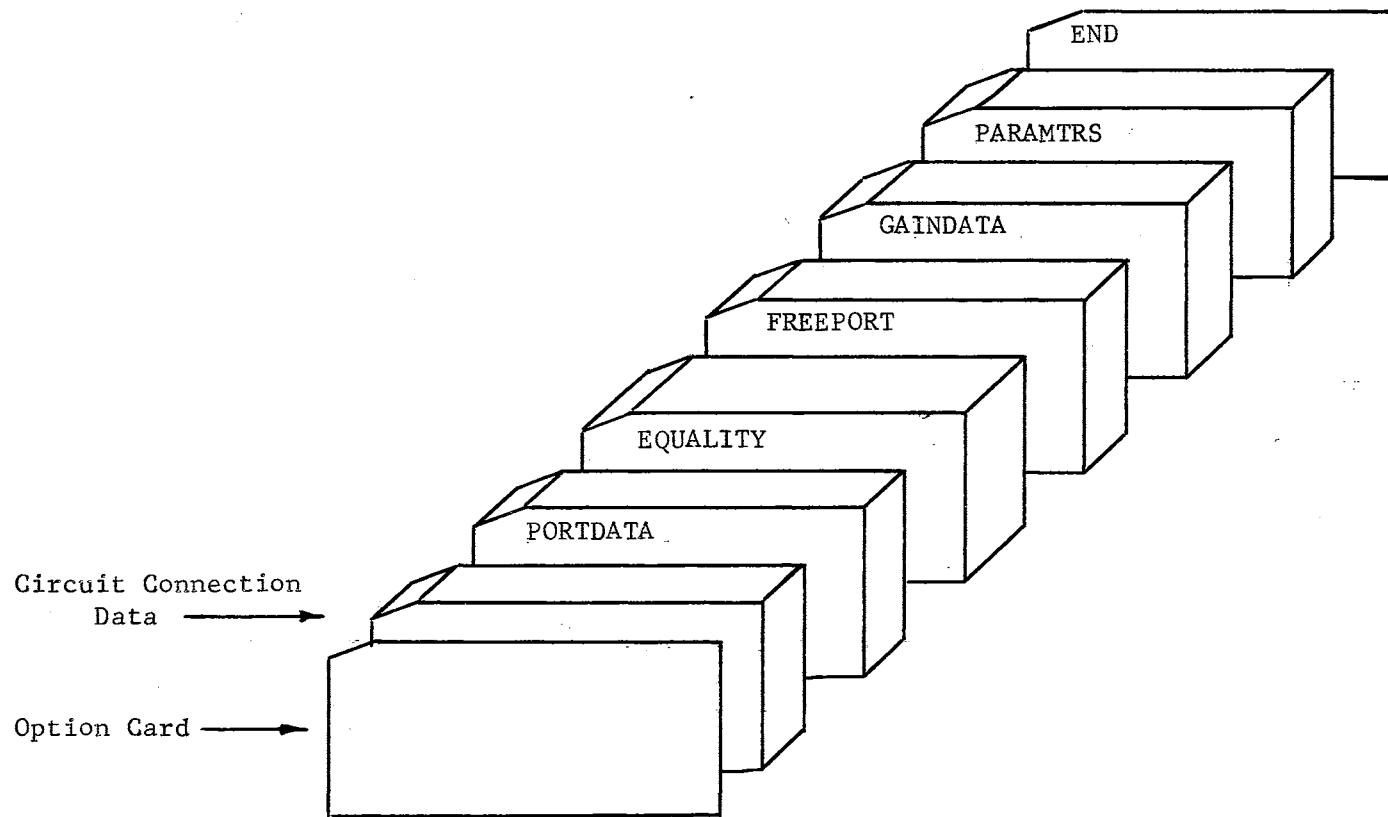 END
PARAMTRS
GAINDATA
FREEPORT
EQUALITY
PORTDATA
Circuit Connection
Data
Option Card